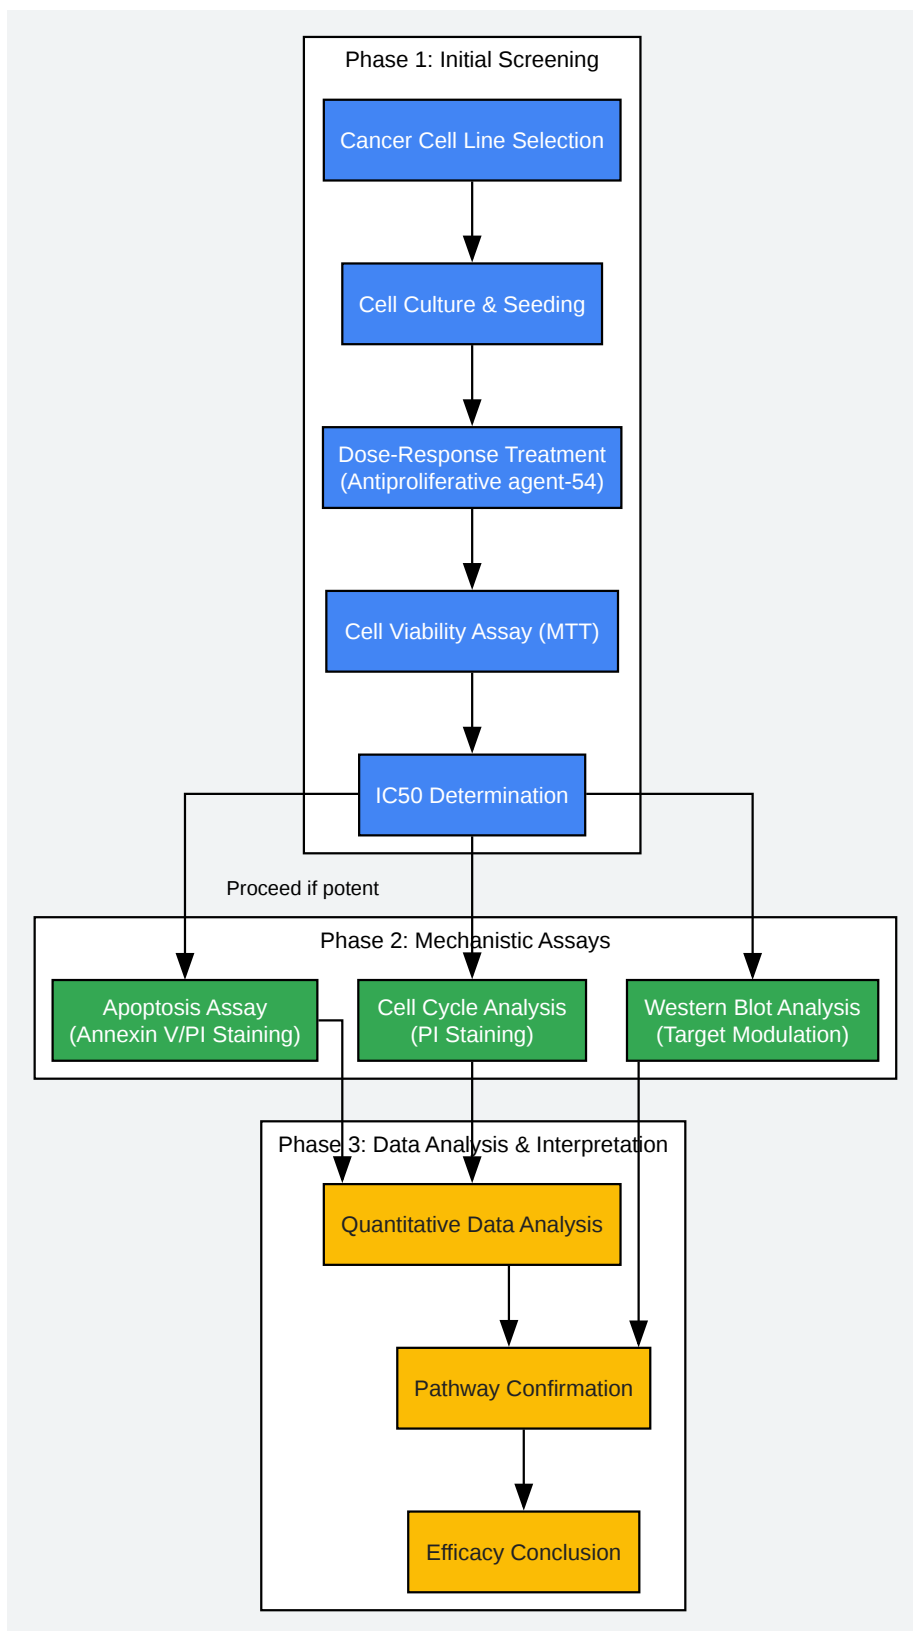 Phase 1: Initial Screening
Cancer Cell Line Selection
Cell Culture & Seeding
Dose-Response Treatment
(Antiproliferative agent-54)
Cell Viability Assay (MTT)
IC50 Determination
Proceed if potent
Phase 2: Mechanistic Assays
Apoptosis Assay
(Annexin V/PI Staining)
Cell Cycle Analysis
(PI Staining)
Western Blot Analysis
(Target Modulation)
Phase 3: Data Analysis & Interpretation
Quantitative Data Analysis
Pathway Confirmation
Efficacy Conclusion